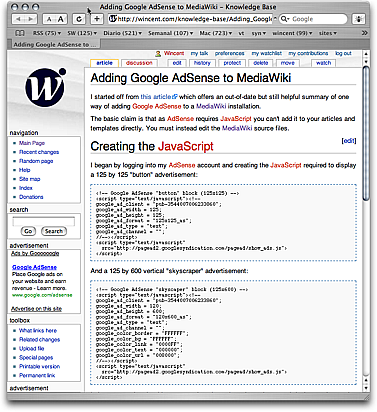 Adding Google AdSense to MediaWiki – Knowledge Base
http://wincent.com/knowledge-base/Adding_Googl
Google
RSS (75) SW (125) Diario (521) Semanal (107) Mac (723) vt syn wincent (99) sites
Adding Google AdSense to ...
Wincent my talk preferences my watchlist my contributions log out
article discussion edit history protect delete move watch
Adding Google AdSense to MediaWiki
I started off from this article which offers an out-of-date but still helpful summary of one
way of adding Google AdSense to a MediaWiki installation.
The basic claim is that as AdSense requires JavaScript you can't add it to your articles and
templates directly. You must instead edit the MediaWiki source files.
[edit]
Creating the JavaScript
I began by logging into my AdSense account and creating the JavaScript required to
display a 125 by 125 "button" advertisement:
<!-- Google AdSense "button" block (125x125) -->
<script type="text/javascript"><!--
google_ad_width = 125;
google_ad_height = 125;
google_ad_format = "125x125_as";
google_ad_type = "text";
google_ad_channel = "";
//--></script>
<script type="text/javascript"
src="http://pagead2.googlesyndication.com/pagead/show_ads.js">
</script>
And a 125 by 600 vertical "skyscraper" advertisement:
<!-- Google AdSense "skyscraper" block (125x600) -->
<script type="text/javascript"><!--
google_ad_width = 120;
google_ad_height = 600;
google_ad_format = "120x600_as";
google_ad_type = "text";
google_ad_channel = "";
google_color_border = "FFFFFF";
google_color_bg = "FFFFFF";
google_color_link = "0000FF";
google_color_text = "000000";
google_color_url = "008000";
//--></script>
<script type="text/javascript"
src="http://pagead2.googlesyndication.com/pagead/show_ads.js">
</script>
navigation
Main Page
Recent changes
Random page
Help
Site map
Index
Donations
search
Go Search
advertisement
Ads by Goooooogle
Google AdSense
Place Google ads on
your website and earn
revenue - Learn more.
www.google.com/adsense
Advertise on this site
toolbox
What links here
Related changes
Upload file
Special pages
Printable version
Permanent link
advertisement